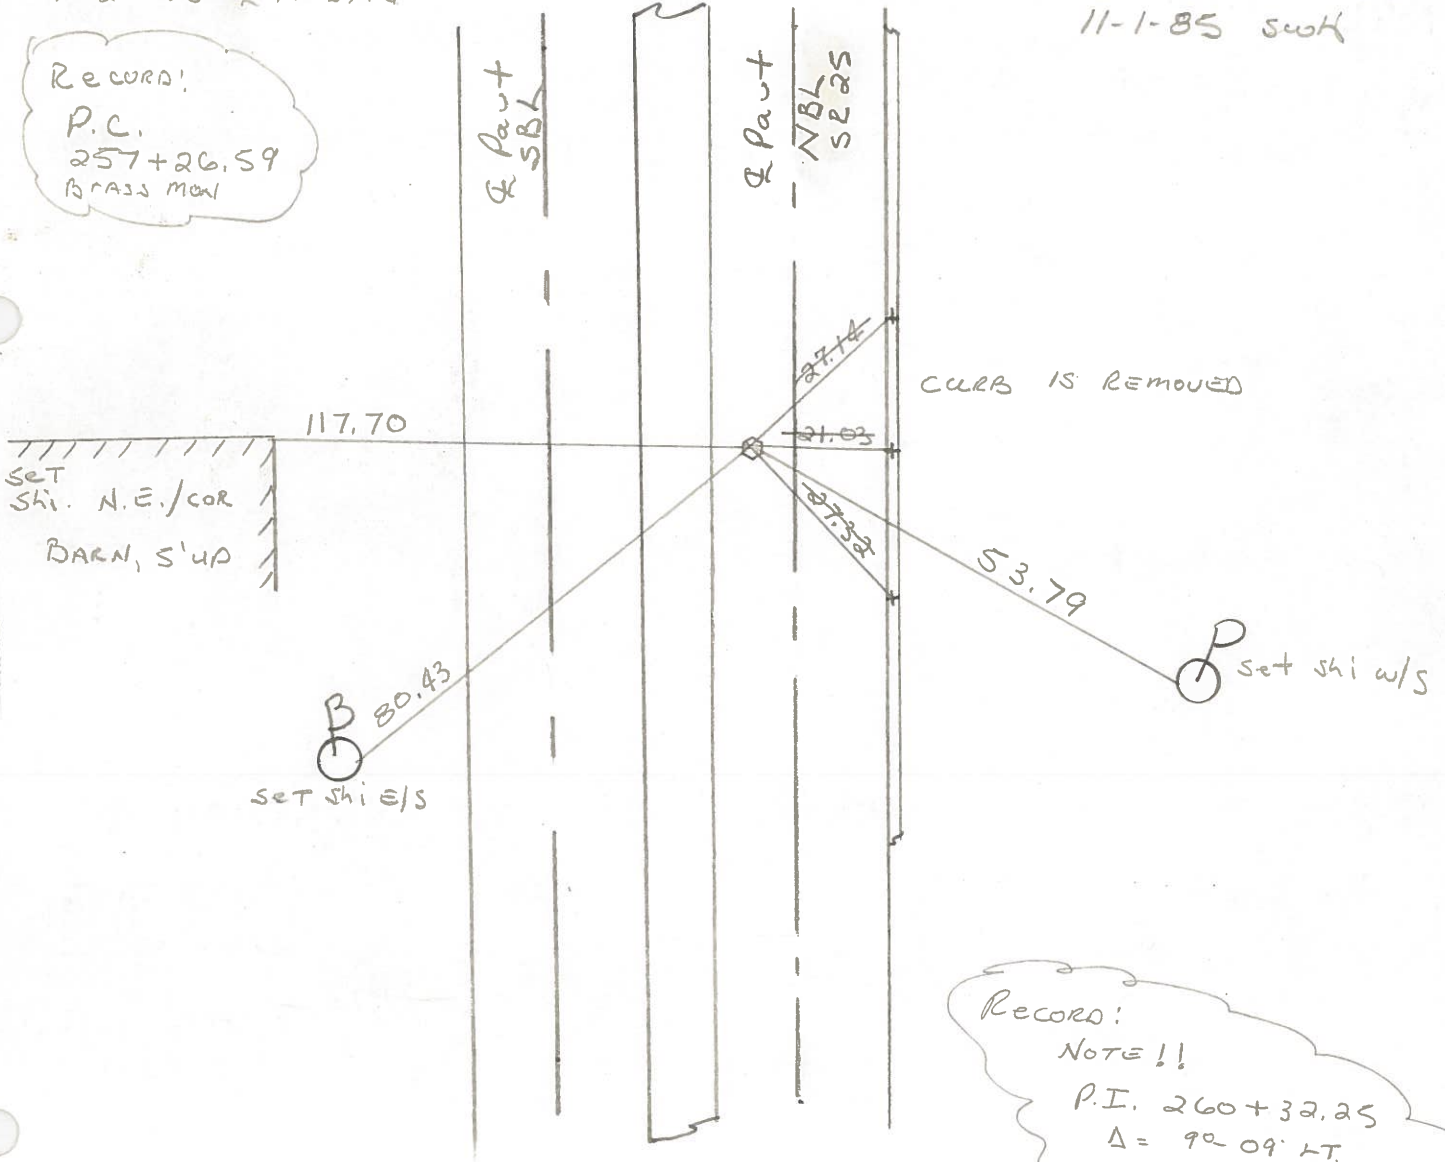 11-1-85
Record:
P.C.
257+26.59
Brass Mon
℄ Pav't
SBL
℄ Pav't
NBL
SR 25
27.14
CURB IS REMOVED
117.70
21.03
set
shi. N.E./COR
BARN, 5' UP
27.32
53.79
P
set shi w/s
80.43
B
set shi E/S
Record:
NOTE!!
P.I. 260+32.25
Δ = 9°-09' LT.